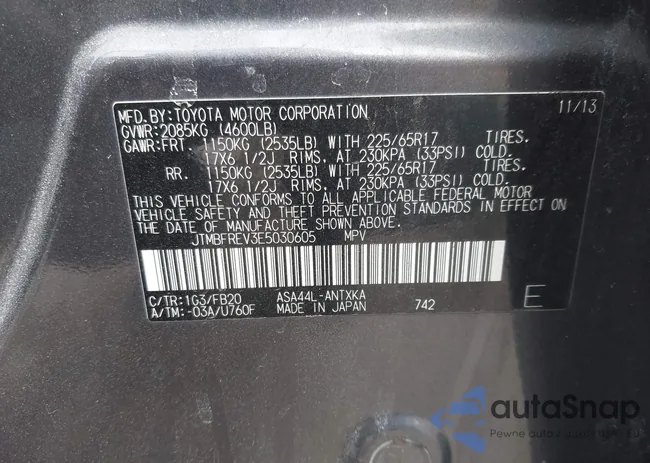 MFD.BY:TOYOTA MOTOR CORPORATION 11/13
GVWR:2085KG (4600LB)
GAWR:FRT. 1150KG (2535LB) WITH 225/65R17 TIRES.
17X6 1/2J RIMS, AT 230KPA (33PSI) COLD.
RR. 1150KG (2535LB) WITH 225/65R17 TIRES.
17X6 1/2J RIMS, AT 230KPA (33PSI) COLD.
THIS VEHICLE CONFORMS TO ALL APPLICABLE FEDERAL MOTOR
VEHICLE SAFETY AND THEFT PREVENTION STANDARDS IN EFFECT ON
THE DATE OF MANUFACTURE SHOWN ABOVE.
JTMBFREV3E5030605 MPV
C/TR:1G3/FB20 ASA44L-ANTXKA 742 E
A/TM:-03A/U760F MADE IN JAPAN
autaSnap
Pewne auta